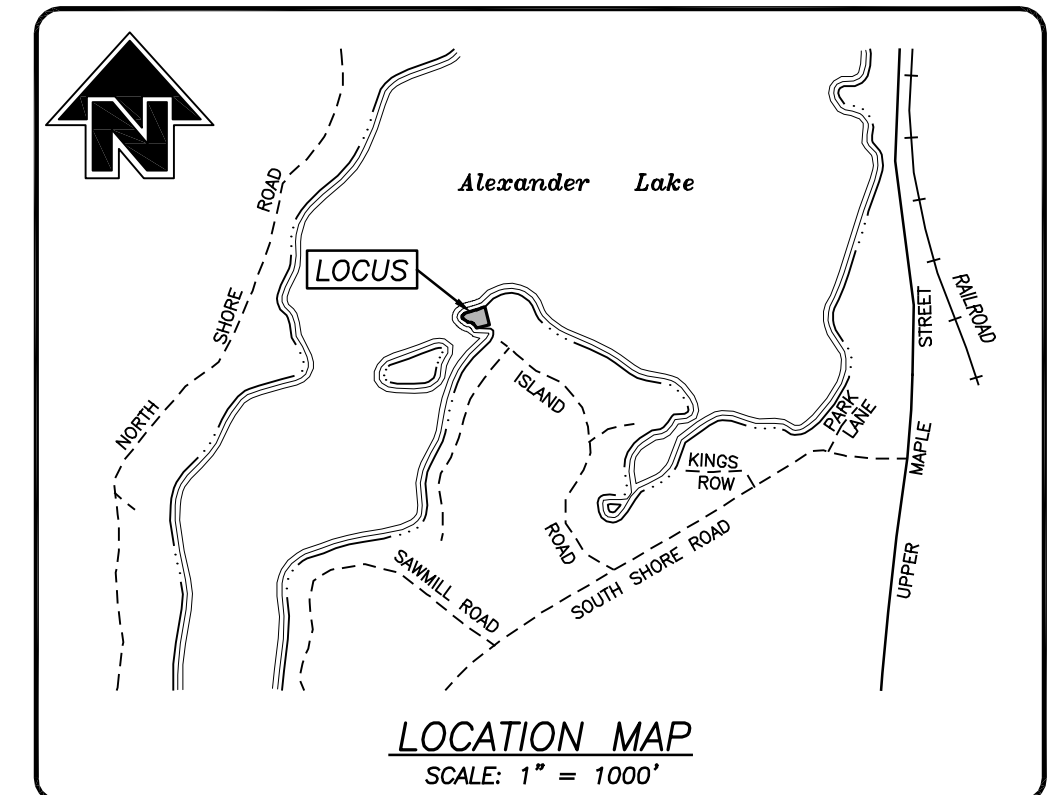 N
Alexander Lake
ROAD
LOCUS
SHORE
STREET
RAILROAD
ISLAND
NORTH
PARK
LANE
MAPLE
KINGS
ROW
ROAD
SOUTH SHORE ROAD
SAWMILL ROAD
UPPER
LOCATION MAP
SCALE: 1" = 1000'